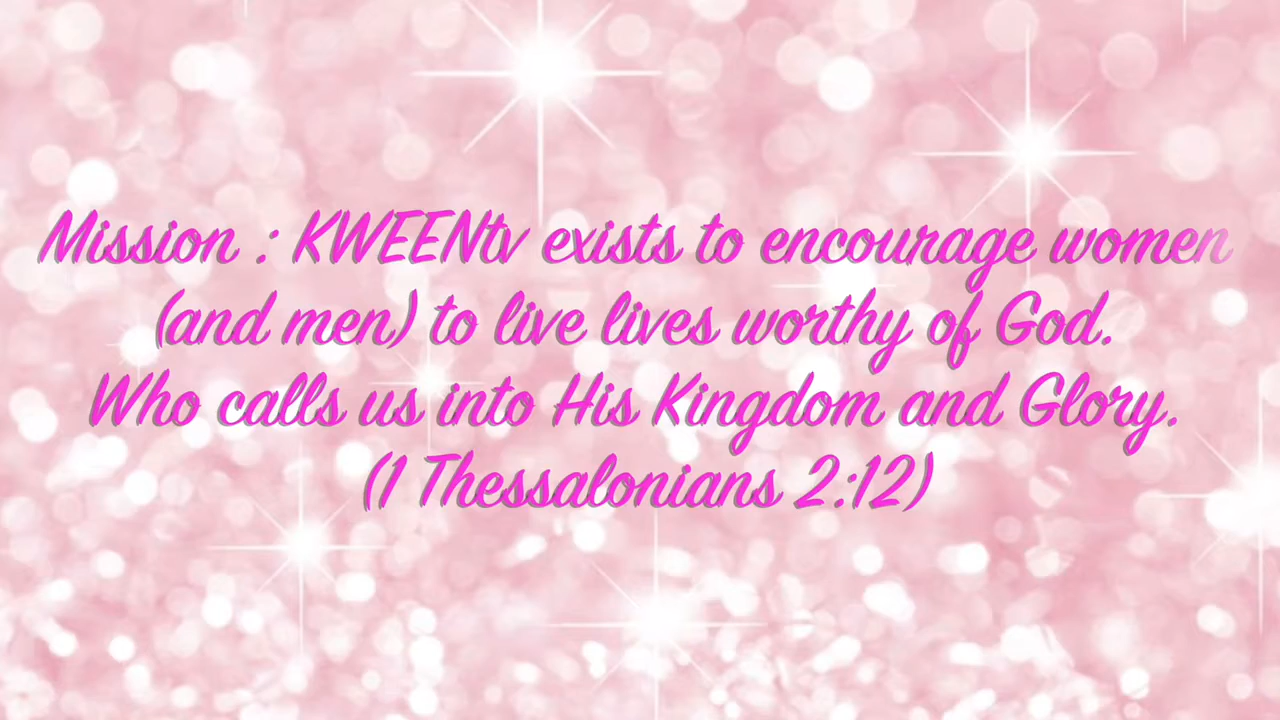 Mission : KWEENtv exists to encourage women
(and men) to live lives worthy of God.
Who calls us into His Kingdom and Glory.
(1 Thessalonians 2:12)